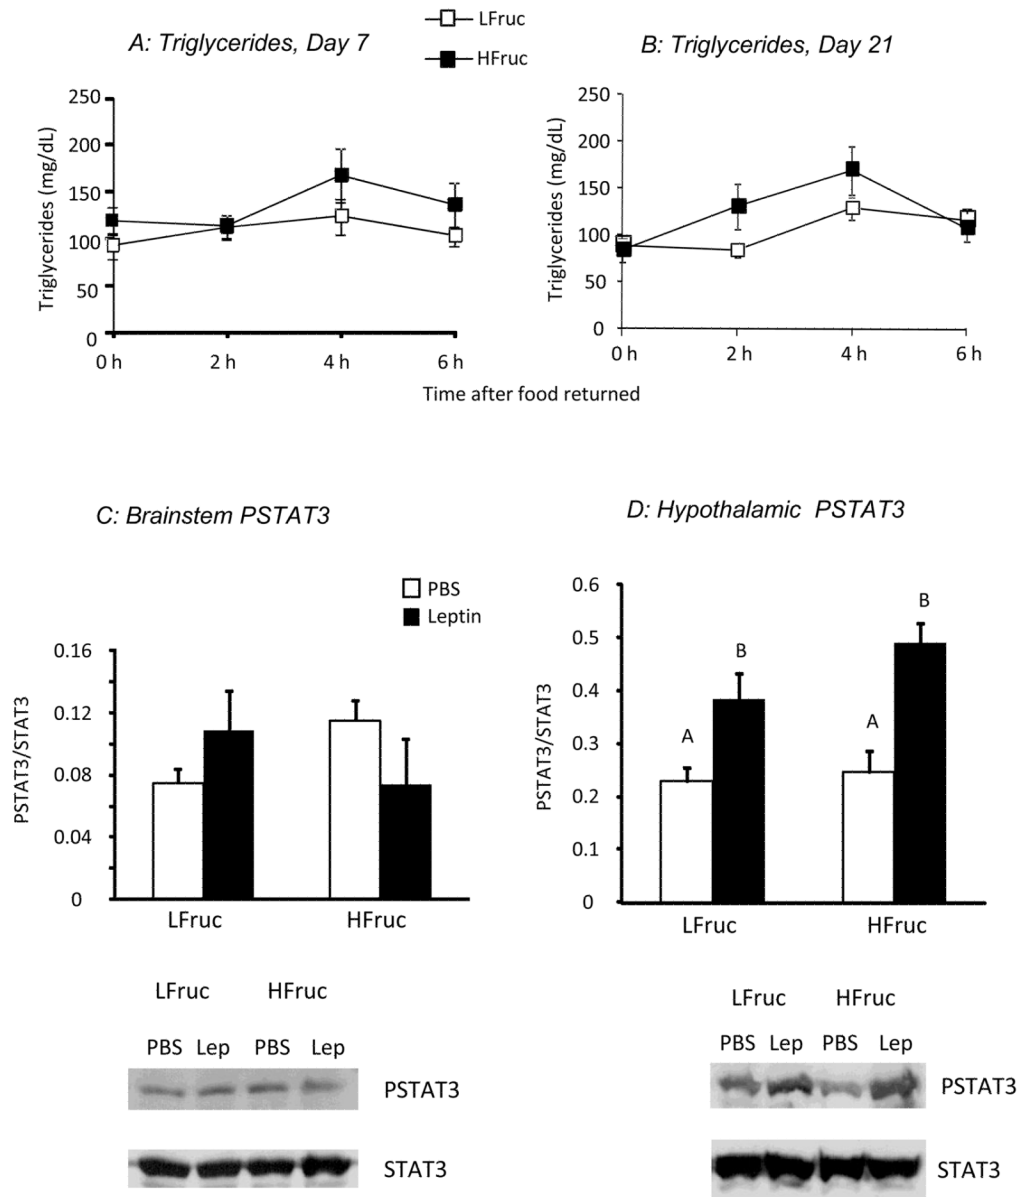 A: Triglycerides, Day 7
LFruc
HFruc
B: Triglycerides, Day 21
Triglycerides (mg/dL)
250
200
150
100
50
0
0 h 2 h 4 h 6 h
Triglycerides (mg/dL)
250
200
150
100
50
0
0 h 2 h 4 h 6 h
Time after food returned
C: Brainstem PSTAT3
PBS
Leptin
PSTAT3/STAT3
0.16
0.12
0.08
0.04
0
LFruc HFruc
D: Hypothalamic PSTAT3
PSTAT3/STAT3
0.6
0.5
0.4
0.3
0.2
0.1
0
A B A B
LFruc HFruc
LFruc HFruc
PBS Lep PBS Lep
PSTAT3
STAT3
LFruc HFruc
PBS Lep PBS Lep
PSTAT3
STAT3